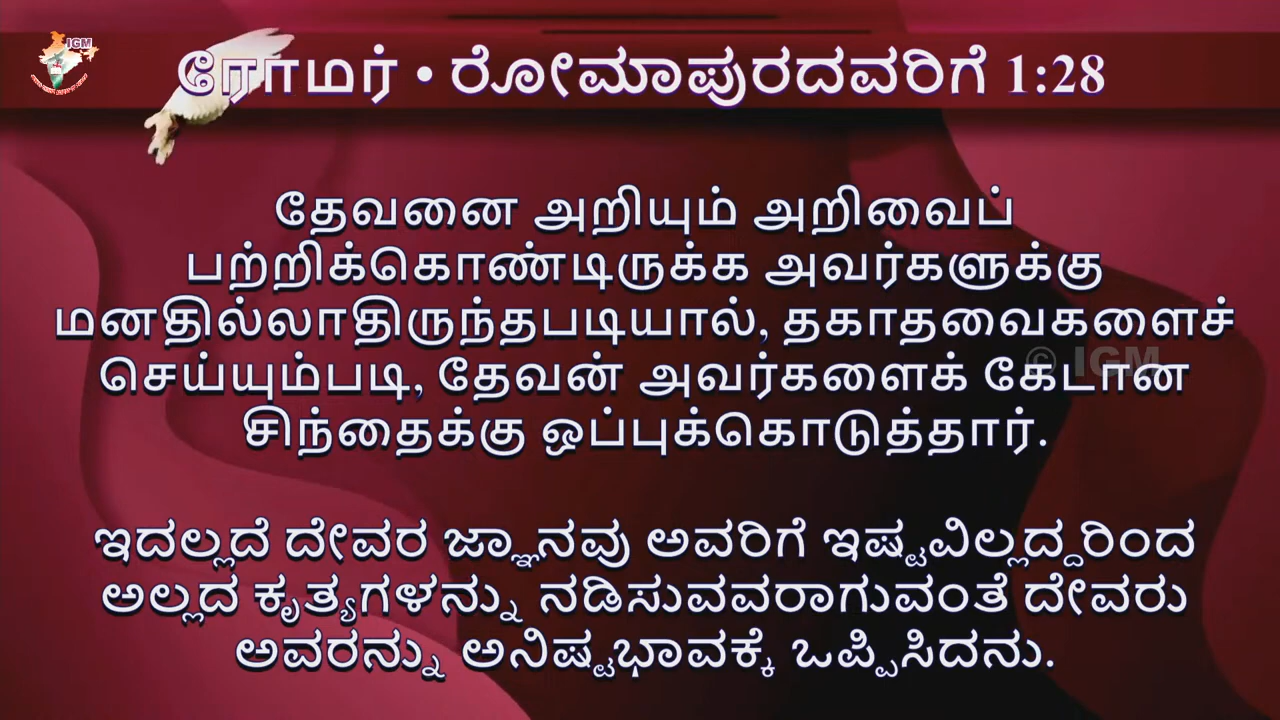 IGM
ரோமர் • ರೋಮಾಪುರದವರಿಗೆ 1:28
தேவனை அறியும் அறிவைப்
பற்றிக்கொண்டிருக்க அவர்களுக்கு
மனதில்லாதிருந்தபடியால், தகாதவைகளைச்
© IGM
செய்யும்படி, தேவன் அவர்களைக் கேடான
சிந்தைக்கு ஒப்புக்கொடுத்தார்.
ಇದಲ್ಲದೆ ದೇವರ ಜ್ಞಾನವು ಅವರಿಗೆ ಇಷ್ಟವಿಲ್ಲದ್ದರಿಂದ
ಅಲ್ಲದ ಕೃತ್ಯಗಳನ್ನು ನಡಿಸುವವರಾಗುವಂತೆ ದೇವರು
ಅವರನ್ನು ಅನಿಷ್ಟಭಾವಕ್ಕೆ ಒಪ್ಪಿಸಿದನು.